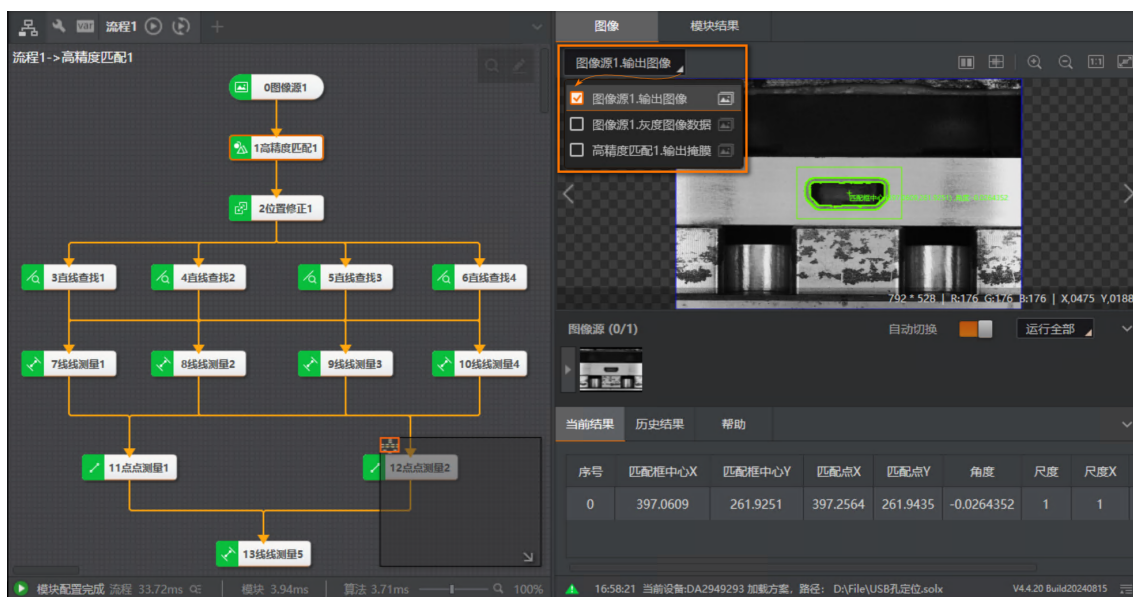 var 流程1
图像 模块结果
流程1->高精度匹配1
图像源1.输出图像
1:1
0图像源1
图像源1.输出图像
图像源1.灰度图像数据
高精度匹配1.输出掩膜
1高精度匹配1
2位置修正1
匹配框中心
3直线查找1 4直线查找2 5直线查找3 6直线查找4
792 * 528 | R:176 G:176 B:176 | X,0475 Y,0188
图像源 (0/1) 自动切换 运行全部
7线线测量1 8线线测量2 9线线测量3 10线线测量4
当前结果 历史结果 帮助
11点点测量1 12点点测量2
序号 匹配框中心X 匹配框中心Y 匹配点X 匹配点Y 角度 尺度 尺度X
0 397.0609 261.9251 397.2564 261.9435 -0.0264352 1 1
13线线测量5
模块配置完成 流程 33.72ms 模块 3.94ms 算法 3.71ms 100%
16:58:21 当前设备:DA2949293 加载方案，路径： D:\File\USB孔定位.solx V4.4.20 Build20240815